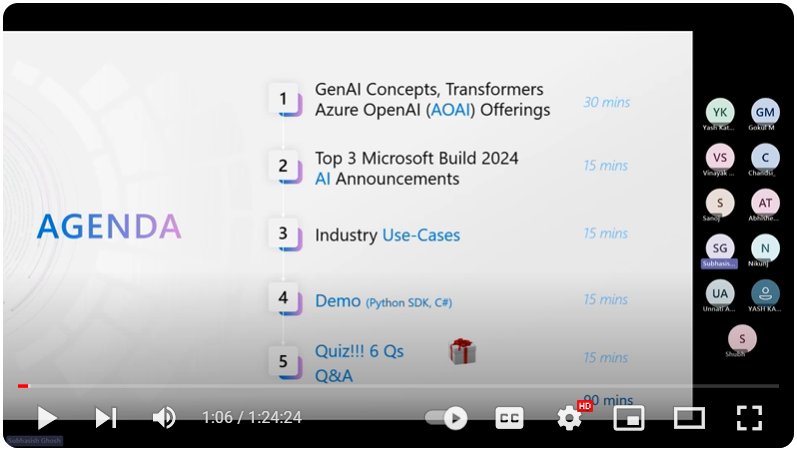 AGENDA
1
GenAI Concepts, Transformers
Azure OpenAI (AOAI) Offerings
30 mins
2
Top 3 Microsoft Build 2024
AI Announcements
15 mins
3
Industry Use-Cases
15 mins
4
Demo (Python SDK, C#)
15 mins
5
Quiz!!! 6 Qs
Q&A
15 mins
90 mins
YK
Yash Kat...
GM
Gokul M
VS
Vinayak ...
C
Chandsi_
S
Sanoj
AT
Abhishe...
SG
Subhasis...
N
Nikunj
UA
Unnati A...
YASH KA...
S
Shubh
1:06 / 1:24:24
CC
HD
Subhasish Ghosh